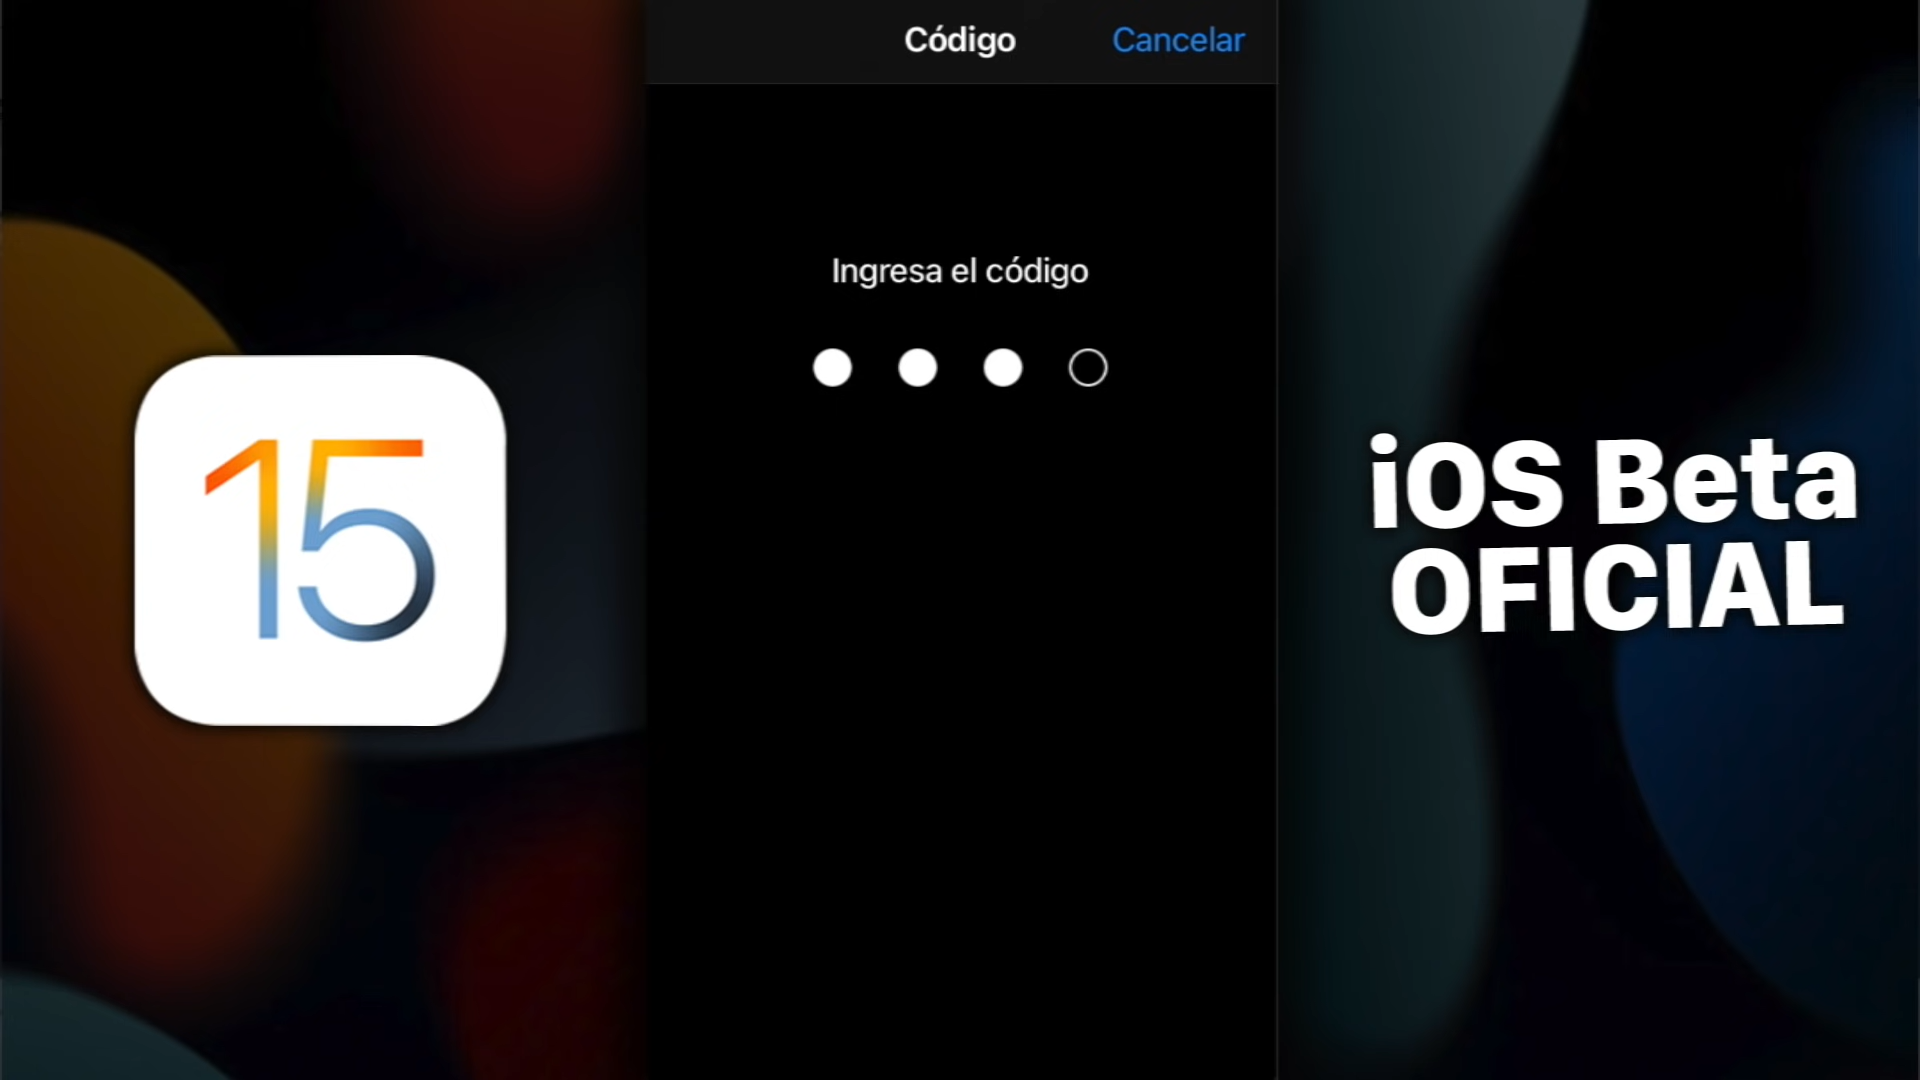 Código
Cancelar
Ingresa el código
15
iOS Beta
OFICIAL